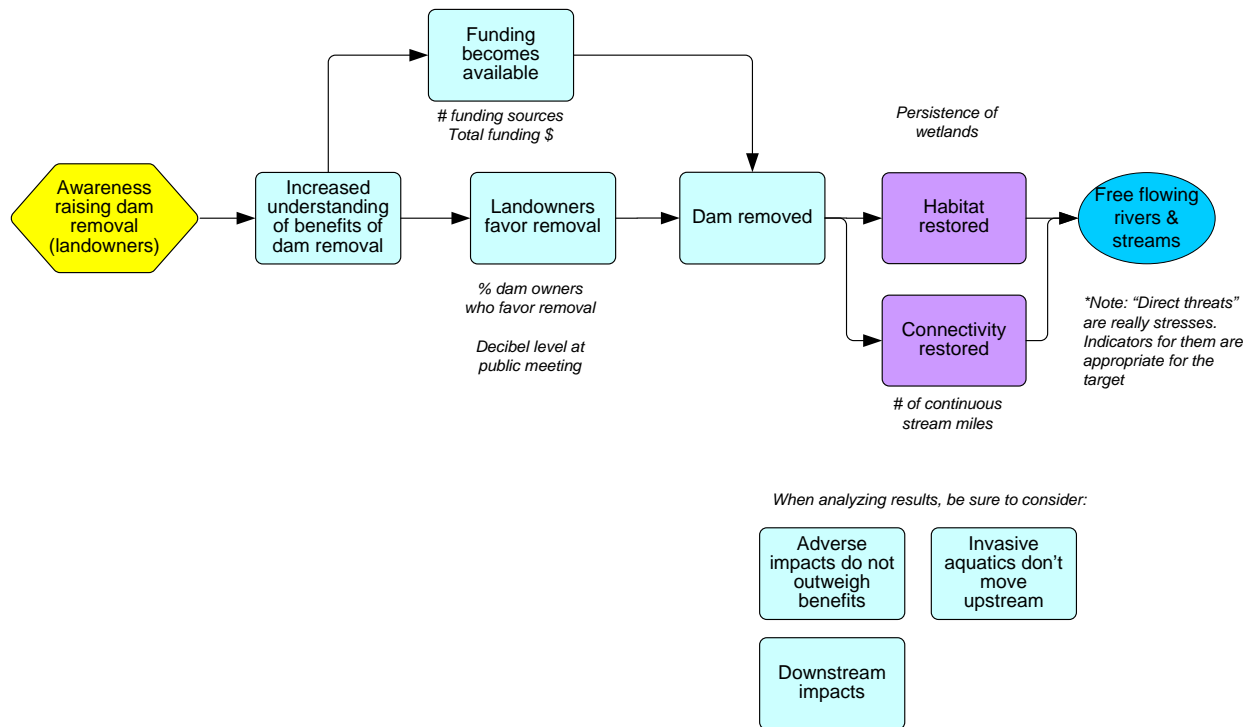 Funding
becomes
available
# funding sources
Total funding $
Persistence of
wetlands
Awareness
raising dam
removal
(landowners)
Increased
understanding
of benefits of
dam removal
Landowners
favor removal
Dam removed
Habitat
restored
Free flowing
rivers &
streams
% dam owners
who favor removal
Decibel level at
public meeting
Connectivity
restored
# of continuous
stream miles
*Note: “Direct threats”
are really stresses.
Indicators for them are
appropriate for the
target
When analyzing results, be sure to consider:
Adverse
impacts do not
outweigh
benefits
Invasive
aquatics don’t
move
upstream
Downstream
impacts